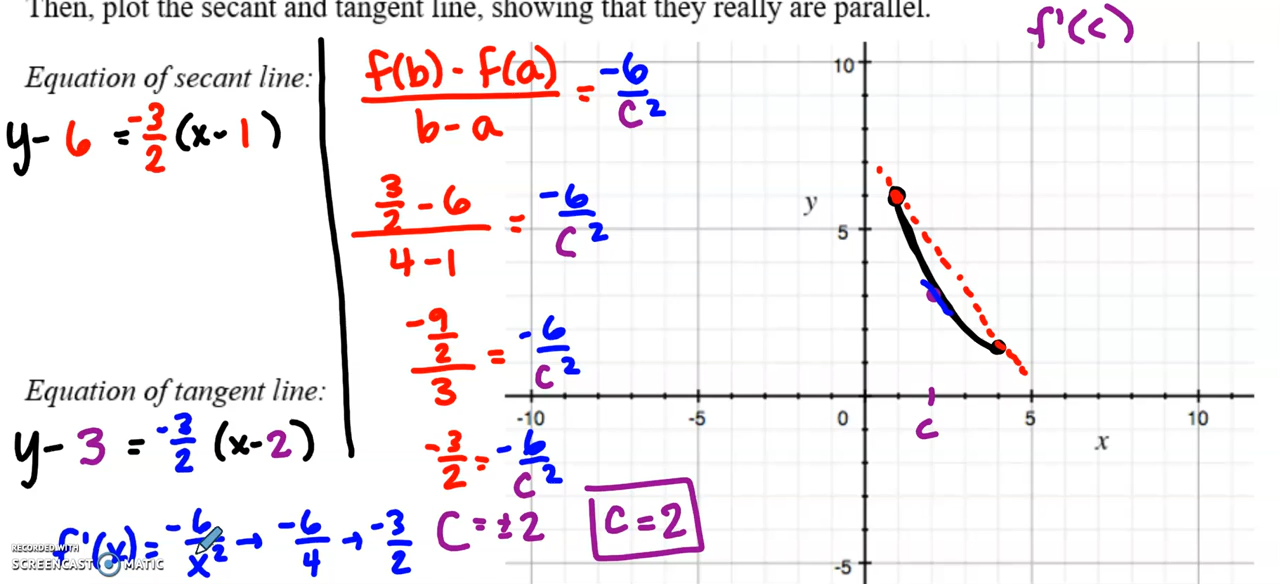 Then, plot the secant and tangent line, showing that they really are parallel.
f'(c)
Equation of secant line:
y - 6 = -3/2 (x - 1)
f(b) - f(a) / b - a = -6/c²
3/2 - 6 / 4 - 1 = -6/c²
-9/2 / 3 = -6/c²
-3/2 = -6/c²
c = ±2
c = 2
Equation of tangent line:
y - 3 = -3/2 (x - 2)
f'(x) = -6/x² → -6/4 → -3/2
10
y
5
-10
-5
0
5
10
c
x
-5
RECORDED WITH
SCREENCAST MATIC